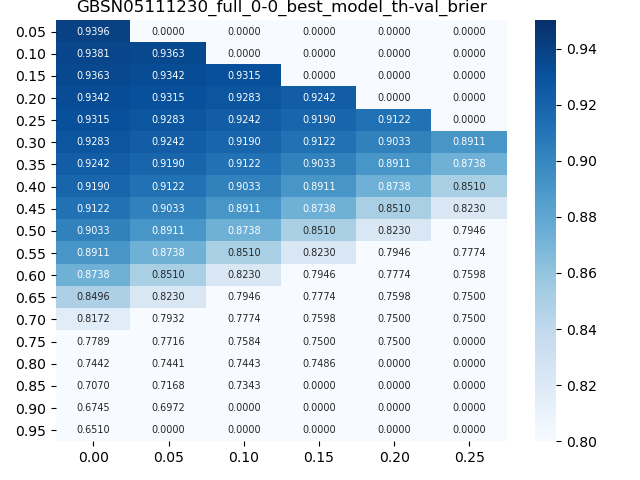 GBSN05111230_full_0-0_best_model_th-val_brier
0.05 0.9396 0.0000 0.0000 0.0000 0.0000 0.0000
0.10 0.9381 0.9363 0.0000 0.0000 0.0000 0.0000
0.15 0.9363 0.9342 0.9315 0.0000 0.0000 0.0000
0.20 0.9342 0.9315 0.9283 0.9242 0.0000 0.0000
0.25 0.9315 0.9283 0.9242 0.9190 0.9122 0.0000
0.30 0.9283 0.9242 0.9190 0.9122 0.9033 0.8911
0.35 0.9242 0.9190 0.9122 0.9033 0.8911 0.8738
0.40 0.9190 0.9122 0.9033 0.8911 0.8738 0.8510
0.45 0.9122 0.9033 0.8911 0.8738 0.8510 0.8230
0.50 0.9033 0.8911 0.8738 0.8510 0.8230 0.7946
0.55 0.8911 0.8738 0.8510 0.8230 0.7946 0.7774
0.60 0.8738 0.8510 0.8230 0.7946 0.7774 0.7598
0.65 0.8496 0.8230 0.7946 0.7774 0.7598 0.7500
0.70 0.8172 0.7932 0.7774 0.7598 0.7500 0.7500
0.75 0.7789 0.7716 0.7584 0.7500 0.7500 0.0000
0.80 0.7442 0.7441 0.7443 0.7486 0.0000 0.0000
0.85 0.7070 0.7168 0.7343 0.0000 0.0000 0.0000
0.90 0.6745 0.6972 0.0000 0.0000 0.0000 0.0000
0.95 0.6510 0.0000 0.0000 0.0000 0.0000 0.0000
0.00 0.05 0.10 0.15 0.20 0.25
0.94
0.92
0.90
0.88
0.86
0.84
0.82
0.80